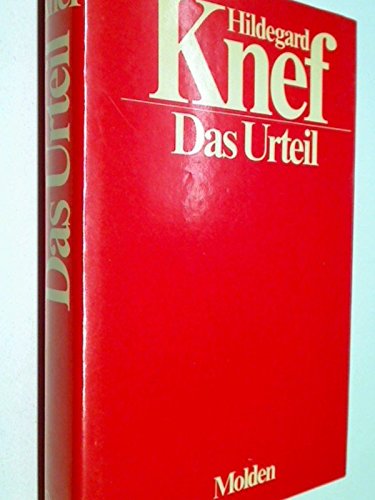 Hildegard
Knef
Das Urteil
Molden
Das Urteil